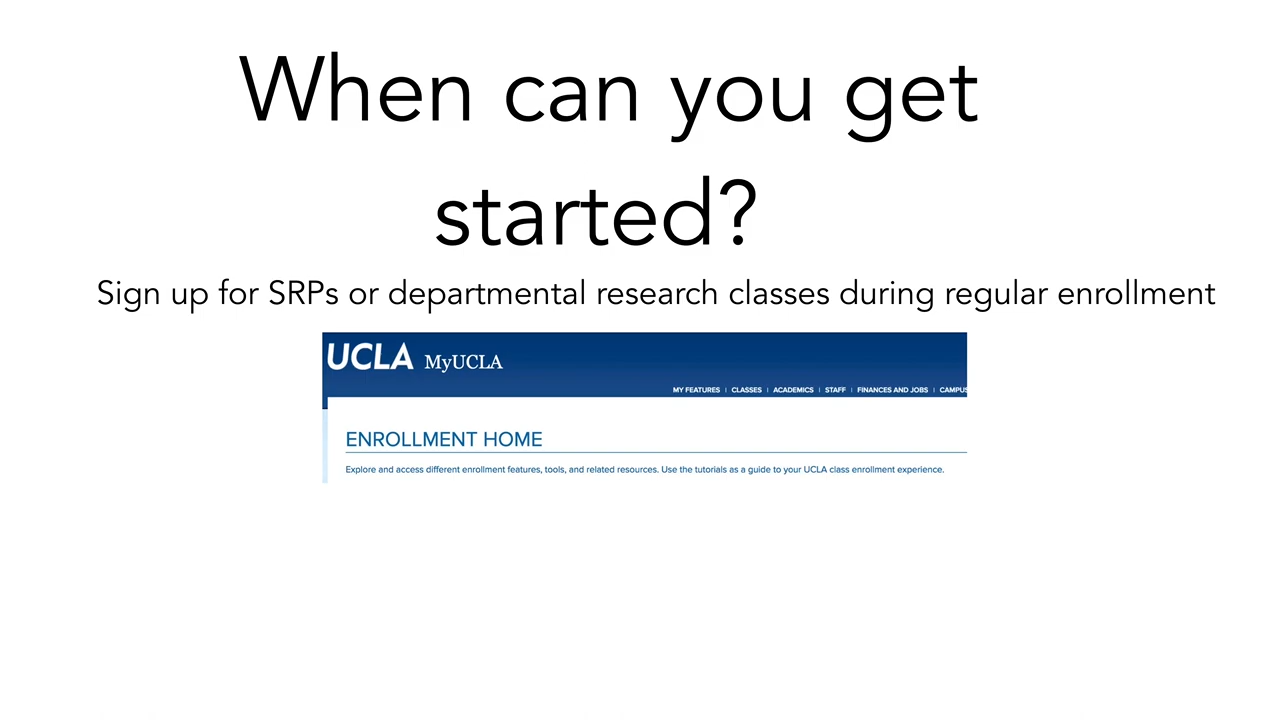 When can you get
started?
Sign up for SRPs or departmental research classes during regular enrollment
UCLA MyUCLA
MY FEATURES | CLASSES | ACADEMICS | STAFF | FINANCES AND JOBS | CAMPUS
ENROLLMENT HOME
Explore and access different enrollment features, tools, and related resources. Use the tutorials as a guide to your UCLA class enrollment experience.